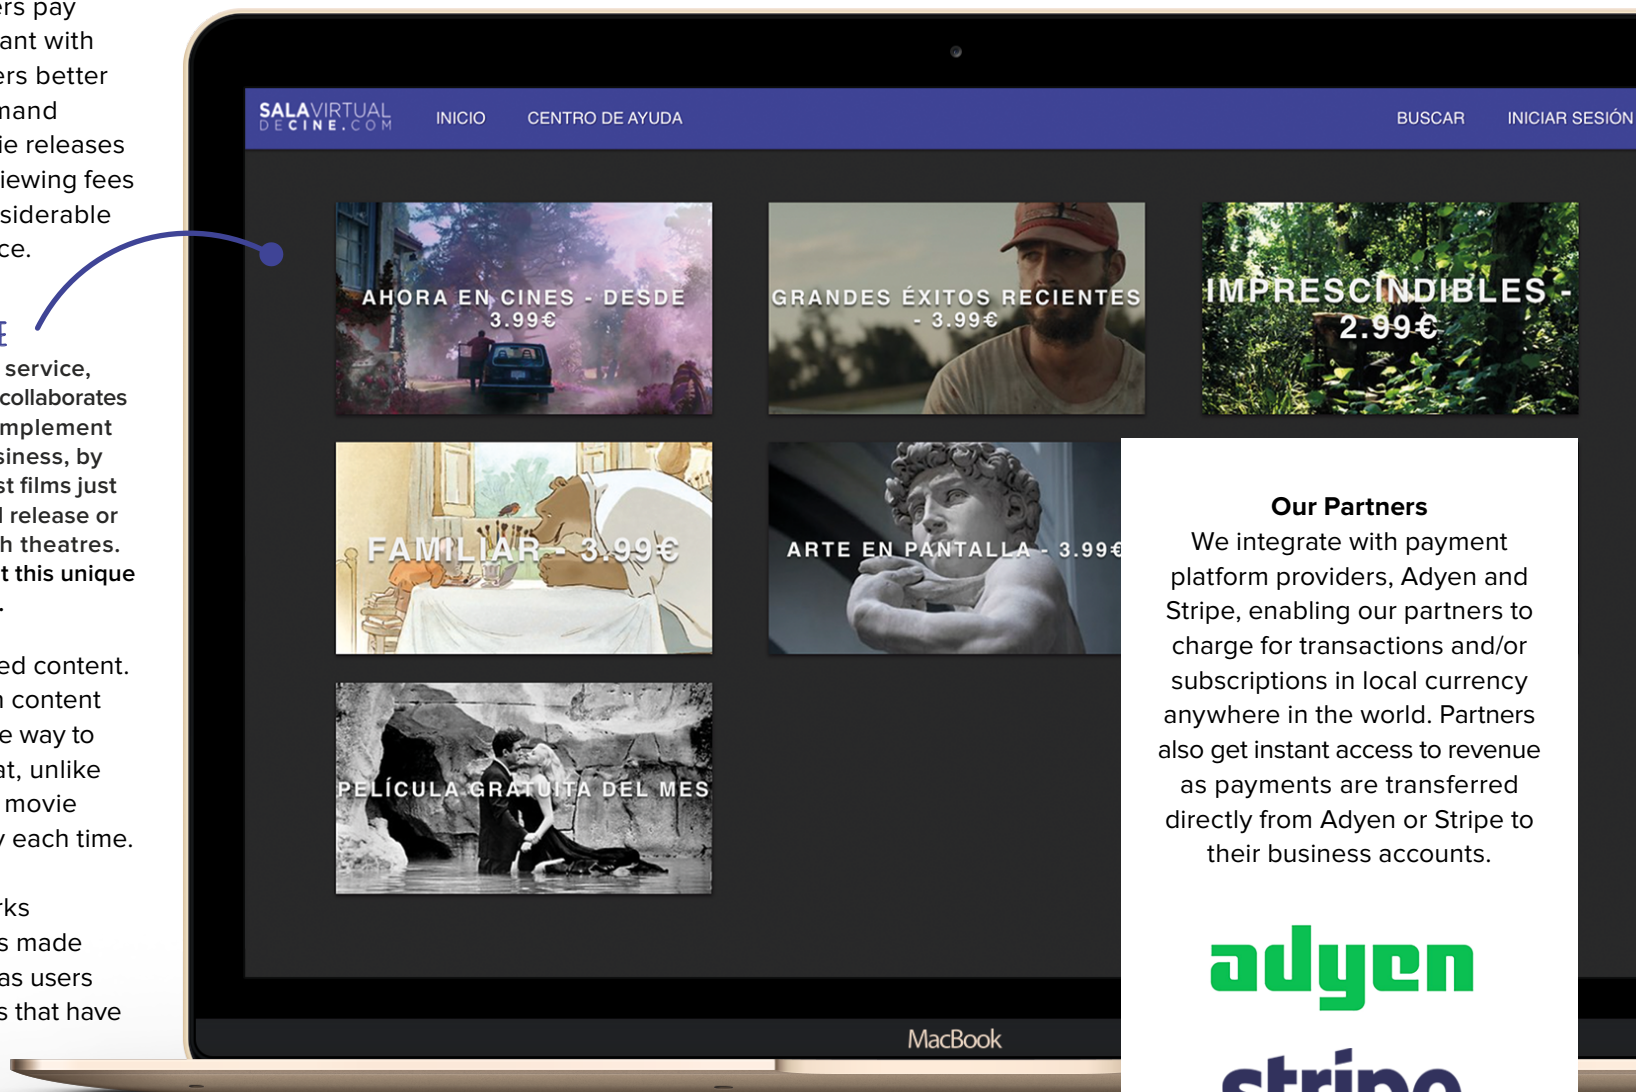 ers pay
ant with
ers better
mand
ie releases
iewing fees
siderable
ce.
E
service,
collaborates
mplement
siness, by
st films just
l release or
h theatres.
t this unique
.
ed content.
n content
e way to
at, unlike
movie
y each time.
rks
s made
as users
s that have
SALAVIRTUAL
DECINE.COM
INICIO
CENTRO DE AYUDA
BUSCAR
INICIAR SESIÓN
AHORA EN CINES - DESDE
3.99€
GRANDES ÉXITOS RECIENTES
- 3.99€
IMPRESCINDIBLES -
2.99€
FAMILIAR - 3.99€
ARTE EN PANTALLA - 3.99€
PELÍCULA GRATUITA DEL MES
Our Partners
We integrate with payment
platform providers, Adyen and
Stripe, enabling our partners to
charge for transactions and/or
subscriptions in local currency
anywhere in the world. Partners
also get instant access to revenue
as payments are transferred
directly from Adyen or Stripe to
their business accounts.
adyen
stripe
MacBook